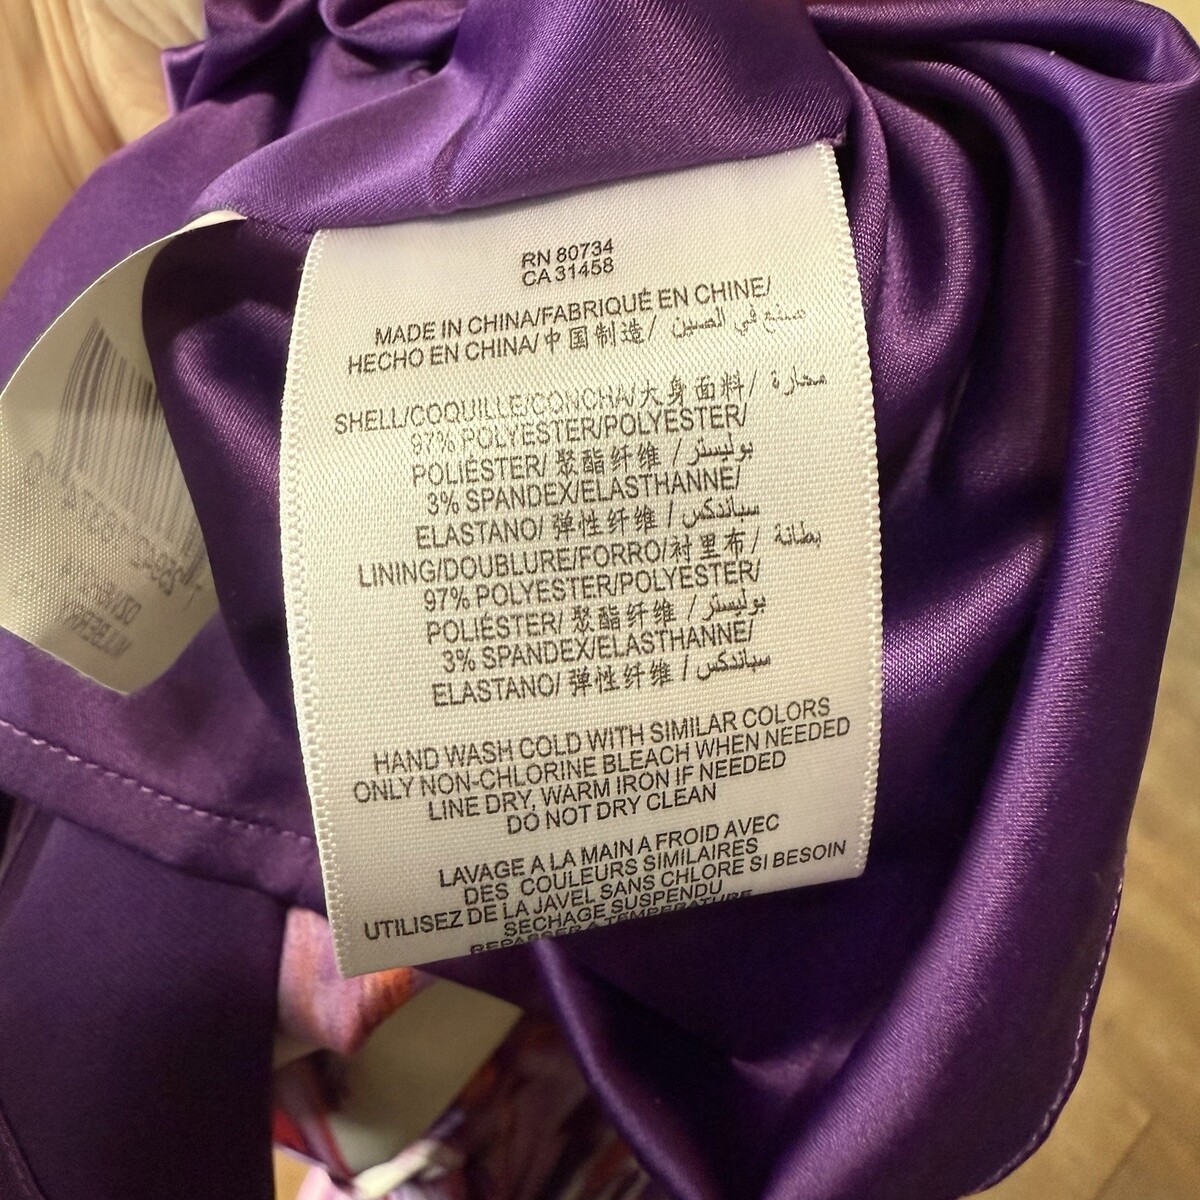 RN 80734
CA 31458
MADE IN CHINA/FABRIQUÉ EN CHINE/
HECHO EN CHINA/ 中国制造/ صنع في الصين
SHELL/COQUILLE/CONCHA/大身面料/ محارة
97% POLYESTER/POLYESTER/
POLIÉSTER/ 聚酯纤维 / بوليستر
3% SPANDEX/ELASTHANNE/
ELASTANO/ 弹性纤维 / سباندكس
LINING/DOUBLURE/FORRO/衬里布/ بطانة
97% POLYESTER/POLYESTER/
POLIÉSTER/ 聚酯纤维 / بوليستر
3% SPANDEX/ELASTHANNE/
ELASTANO/ 弹性纤维 / سباندكس
HAND WASH COLD WITH SIMILAR COLORS
ONLY NON-CHLORINE BLEACH WHEN NEEDED
LINE DRY, WARM IRON IF NEEDED
DO NOT DRY CLEAN
LAVAGE A LA MAIN A FROID AVEC
DES COULEURS SIMILAIRES
UTILISEZ DE LA JAVEL SANS CHLORE SI BESOIN
SECHAGE SUSPENDU
REPASSER A TEMPERATURE